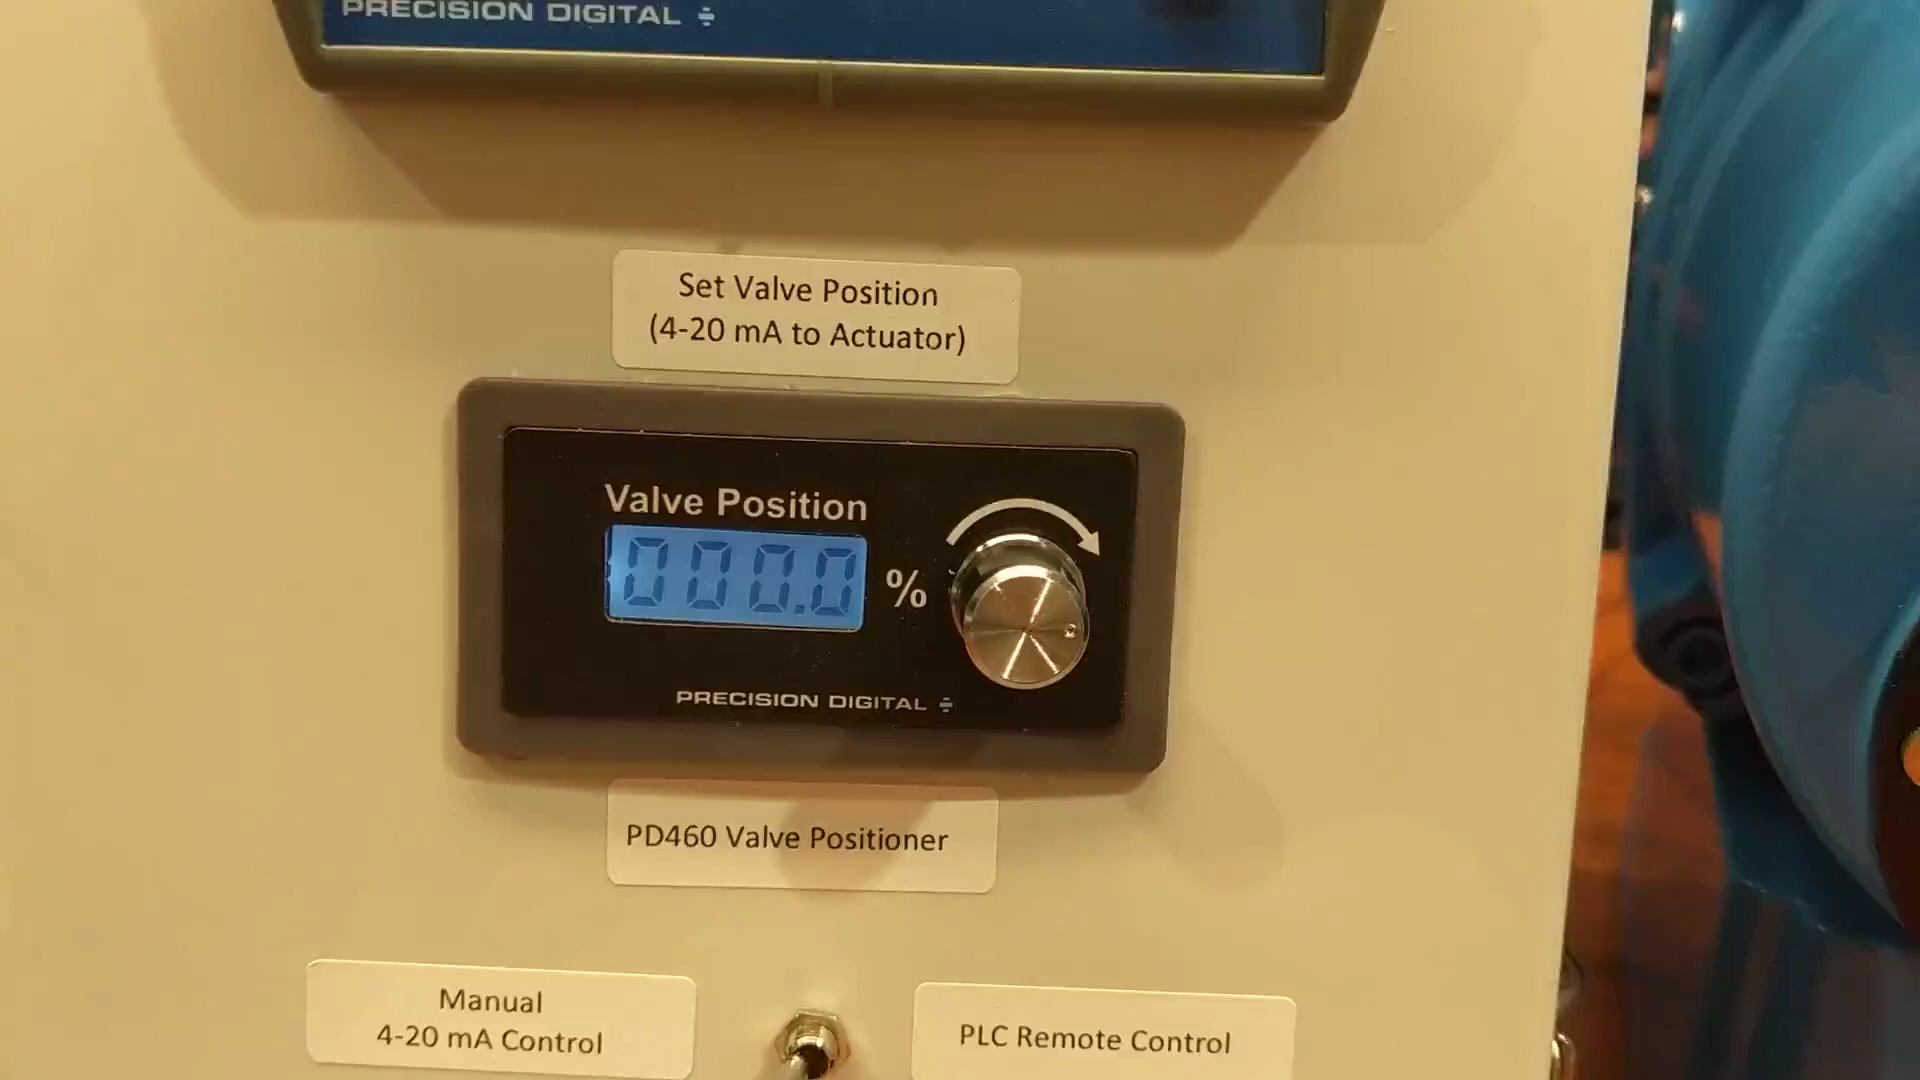 PRECISION DIGITAL
Set Valve Position
(4-20 mA to Actuator)
Valve Position
000.0
%
PRECISION DIGITAL
PD460 Valve Positioner
Manual
4-20 mA Control
PLC Remote Control